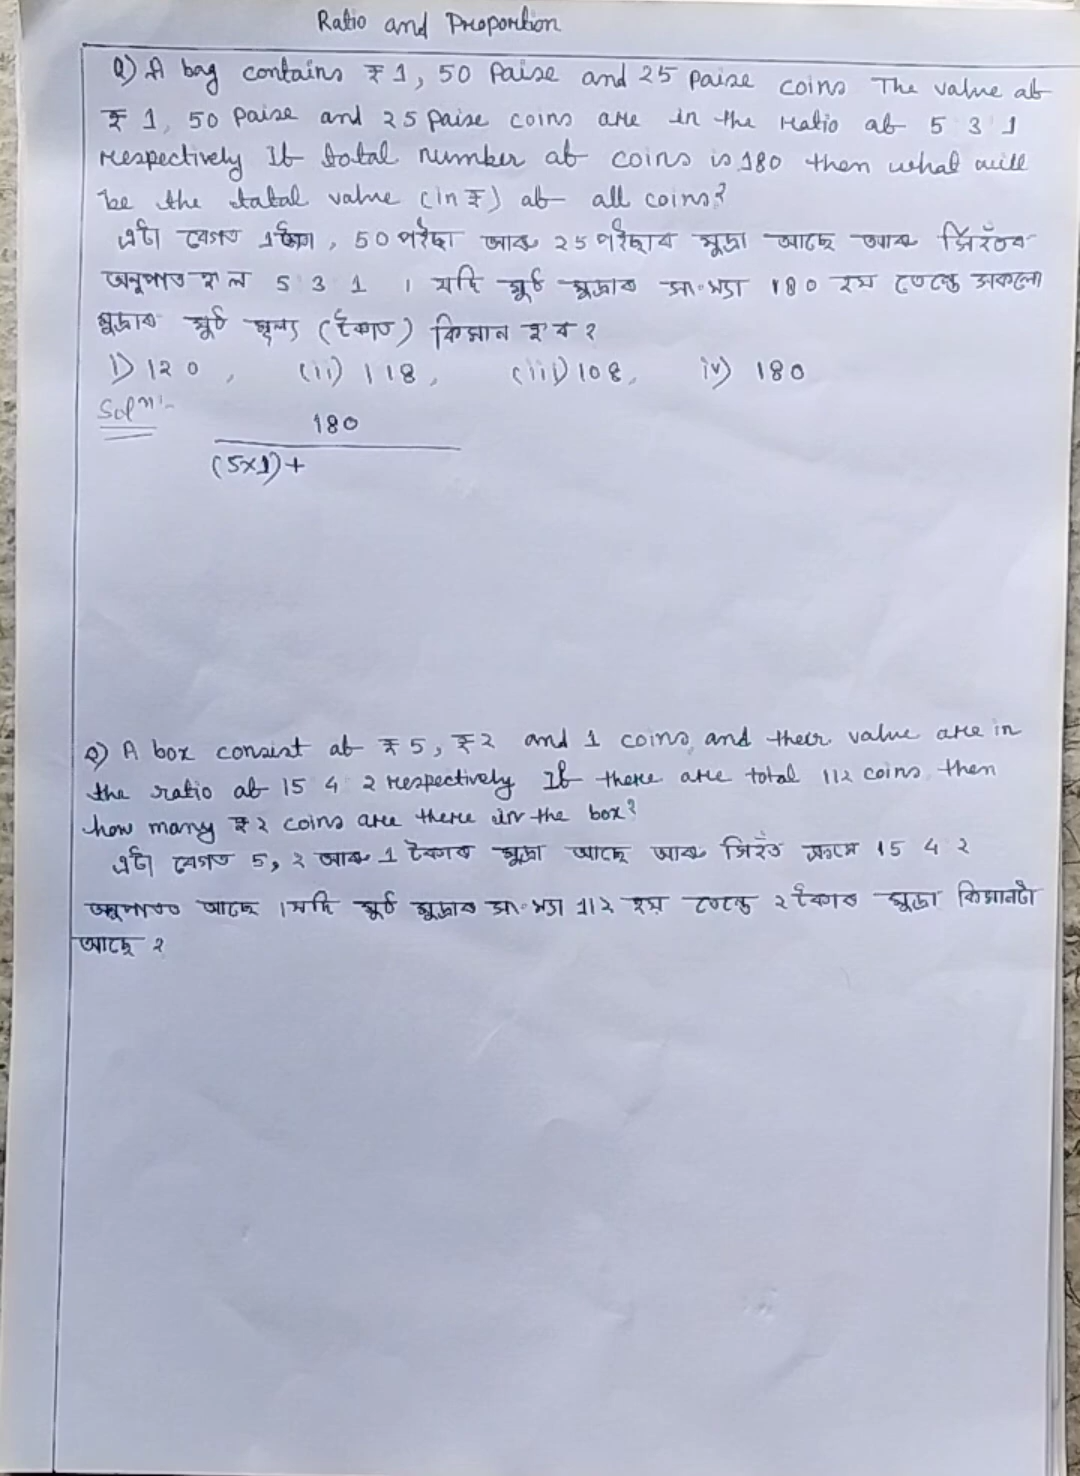 Ratio and Proportion
Q) A bag contains ₹ 1, 50 Paise and 25 paise coins The value of
₹ 1, 50 paise and 25 paise coins are in the ratio of 5 3 1
respectively If total number of coins is 180 then what will
be the total value (in ₹) of all coins?
এটা বেগত 1 টকা, 50 পইছা আৰু 25 পইছাৰ মুদ্ৰা আছে আৰু সিহঁতৰ
অনুপাত হ'ল 5 3 1 । যদি মুঠ মুদ্ৰাৰ সংখ্যা 180 হয় তেন্তে সকলো
মুদ্ৰাৰ মুঠ মূল্য (টকাত) কিমান হ'ব ?
i) 120, (ii) 118, (iii) 108, iv) 180
Solⁿ:-
180
(5×1)+
Q) A box consist of ₹ 5, ₹ 2 and 1 coins and their value are in
the ratio of 15 4 2 respectively If there are total 112 coins then
how many ₹ 2 coins are there in the box?
এটা বেগত 5, 2 আৰু 1 টকাৰ মুদ্ৰা আছে আৰু সিহঁত ক্ৰমে 15 4 2
অনুপাতত আছে । যদি মুঠ মুদ্ৰাৰ সংখ্যা 112 হয় তেন্তে 2 টকাৰ মুদ্ৰা কিমানটা
আছে ?